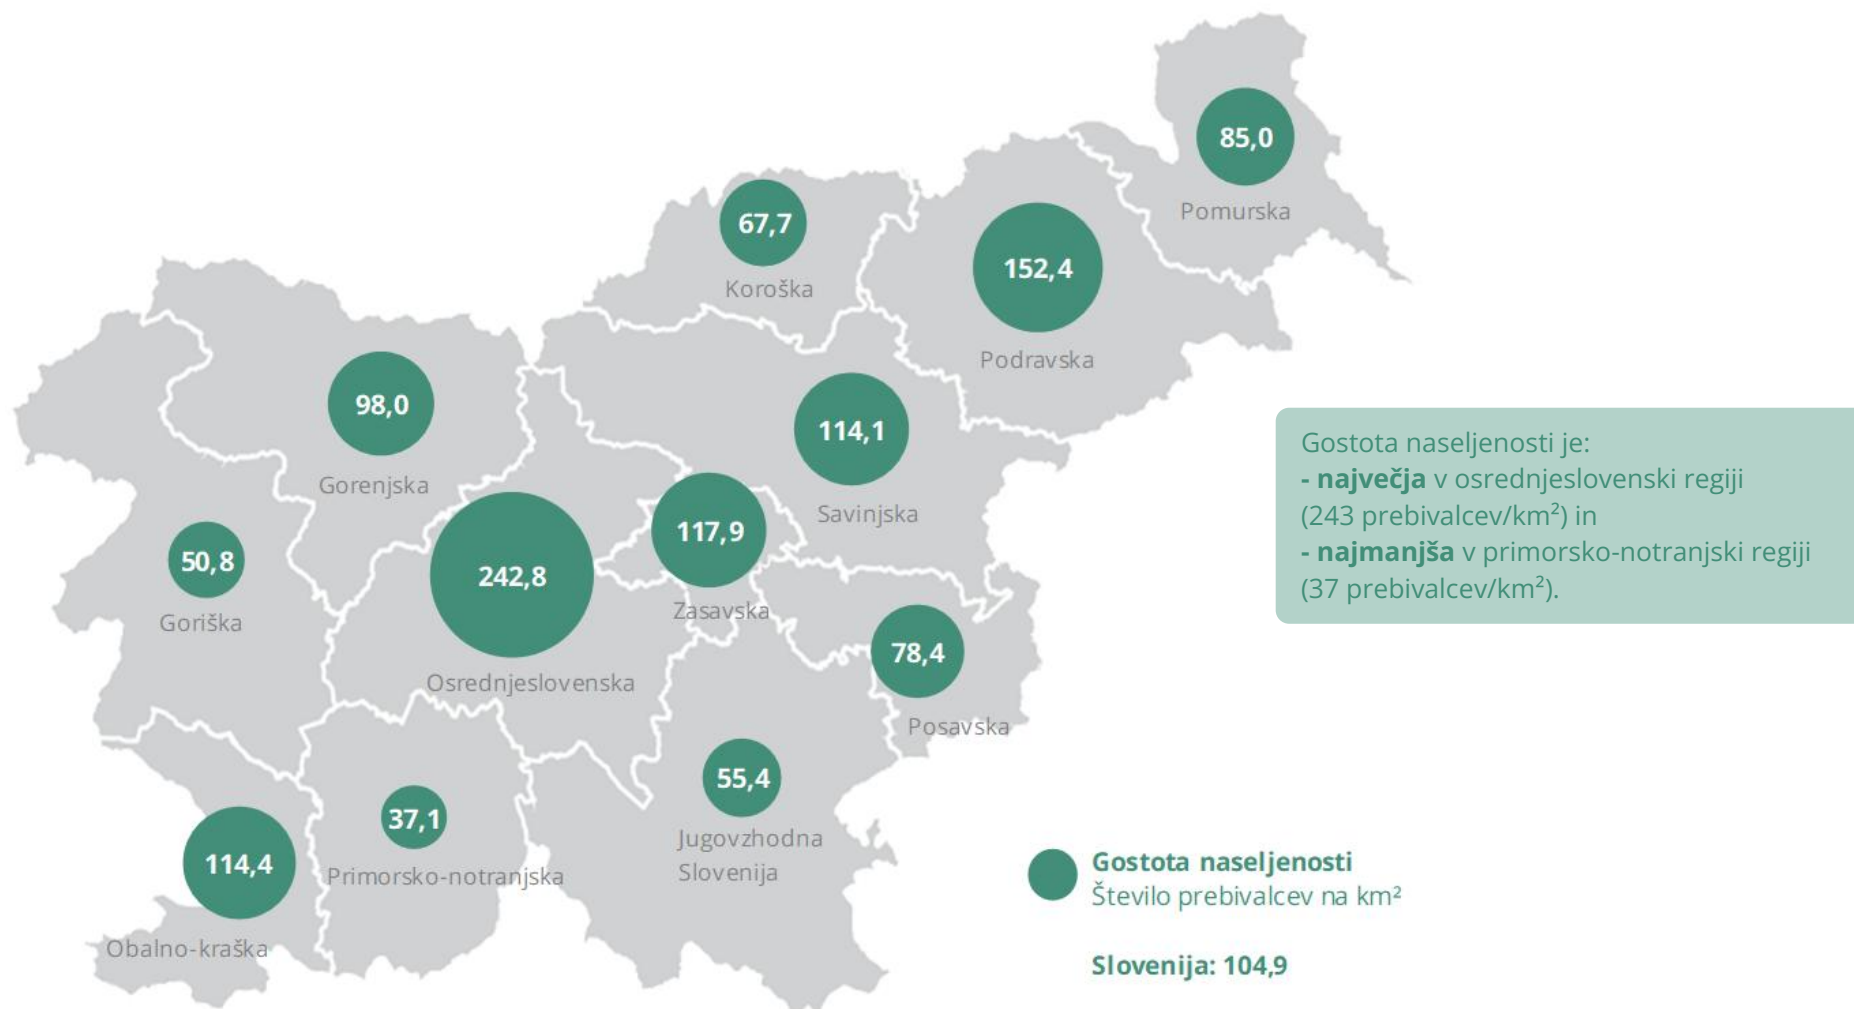 85,0
Pomurska
67,7
Koroška
152,4
Podravska
98,0
Gorenjska
114,1
Savinjska
50,8
Goriška
242,8
Osrednjeslovenska
117,9
Zasavska
78,4
Posavska
55,4
Jugovzhodna
Slovenija
37,1
Primorsko-notranjska
114,4
Obalno-kraška
Gostota naseljenosti je:
- največja v osrednjeslovenski regiji
(243 prebivalcev/km²) in
- najmanjša v primorsko-notranjski regiji
(37 prebivalcev/km²).
Gostota naseljenosti
Število prebivalcev na km²
Slovenija: 104,9